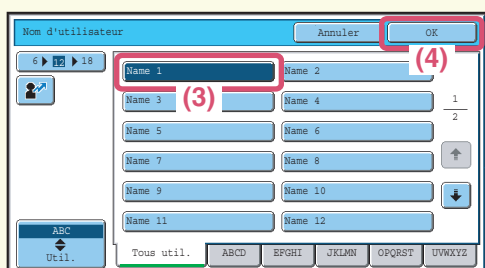 Nom d'utilisateur Annuler OK
6 12 18 (4)
Name 1 Name 2
(3)
Name 3 Name 4 1
2
Name 5 Name 6
Name 7 Name 8
Name 9 Name 10
Name 11 Name 12
ABC
Util.
Tous util. ABCD EFGHI JKLMN OPQRST UVWXYZ